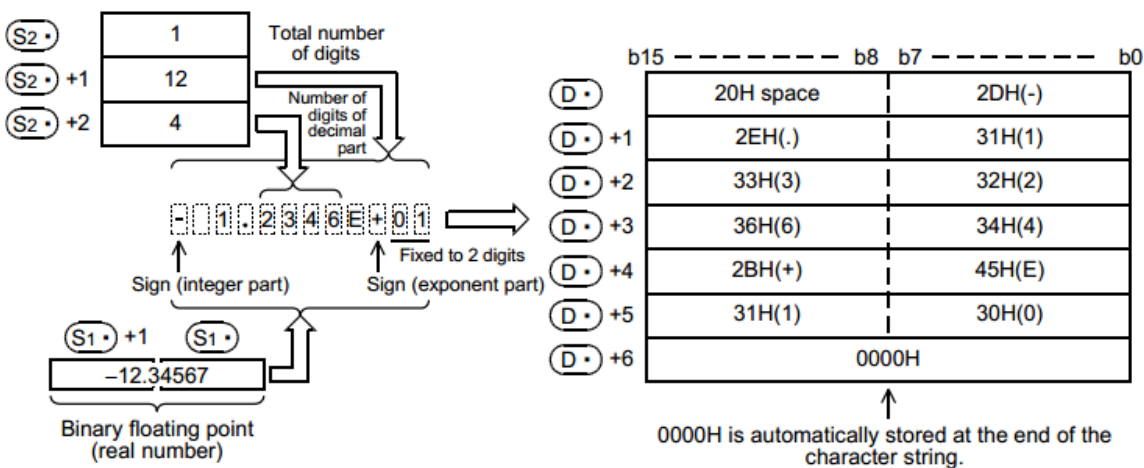 S2 • 1
S2 • +1 12
S2 • +2 4
Total number
of digits
Number of
digits of
decimal
part
- 1 . 2 3 4 6 E + 0 1
Fixed to 2 digits
Sign (integer part) Sign (exponent part)
S1 • +1 S1 •
–12.34567
Binary floating point
(real number)
b15 b8 b7 b0
D • 20H space 2DH(-)
D • +1 2EH(.) 31H(1)
D • +2 33H(3) 32H(2)
D • +3 36H(6) 34H(4)
D • +4 2BH(+) 45H(E)
D • +5 31H(1) 30H(0)
D • +6 0000H
0000H is automatically stored at the end of the
character string.